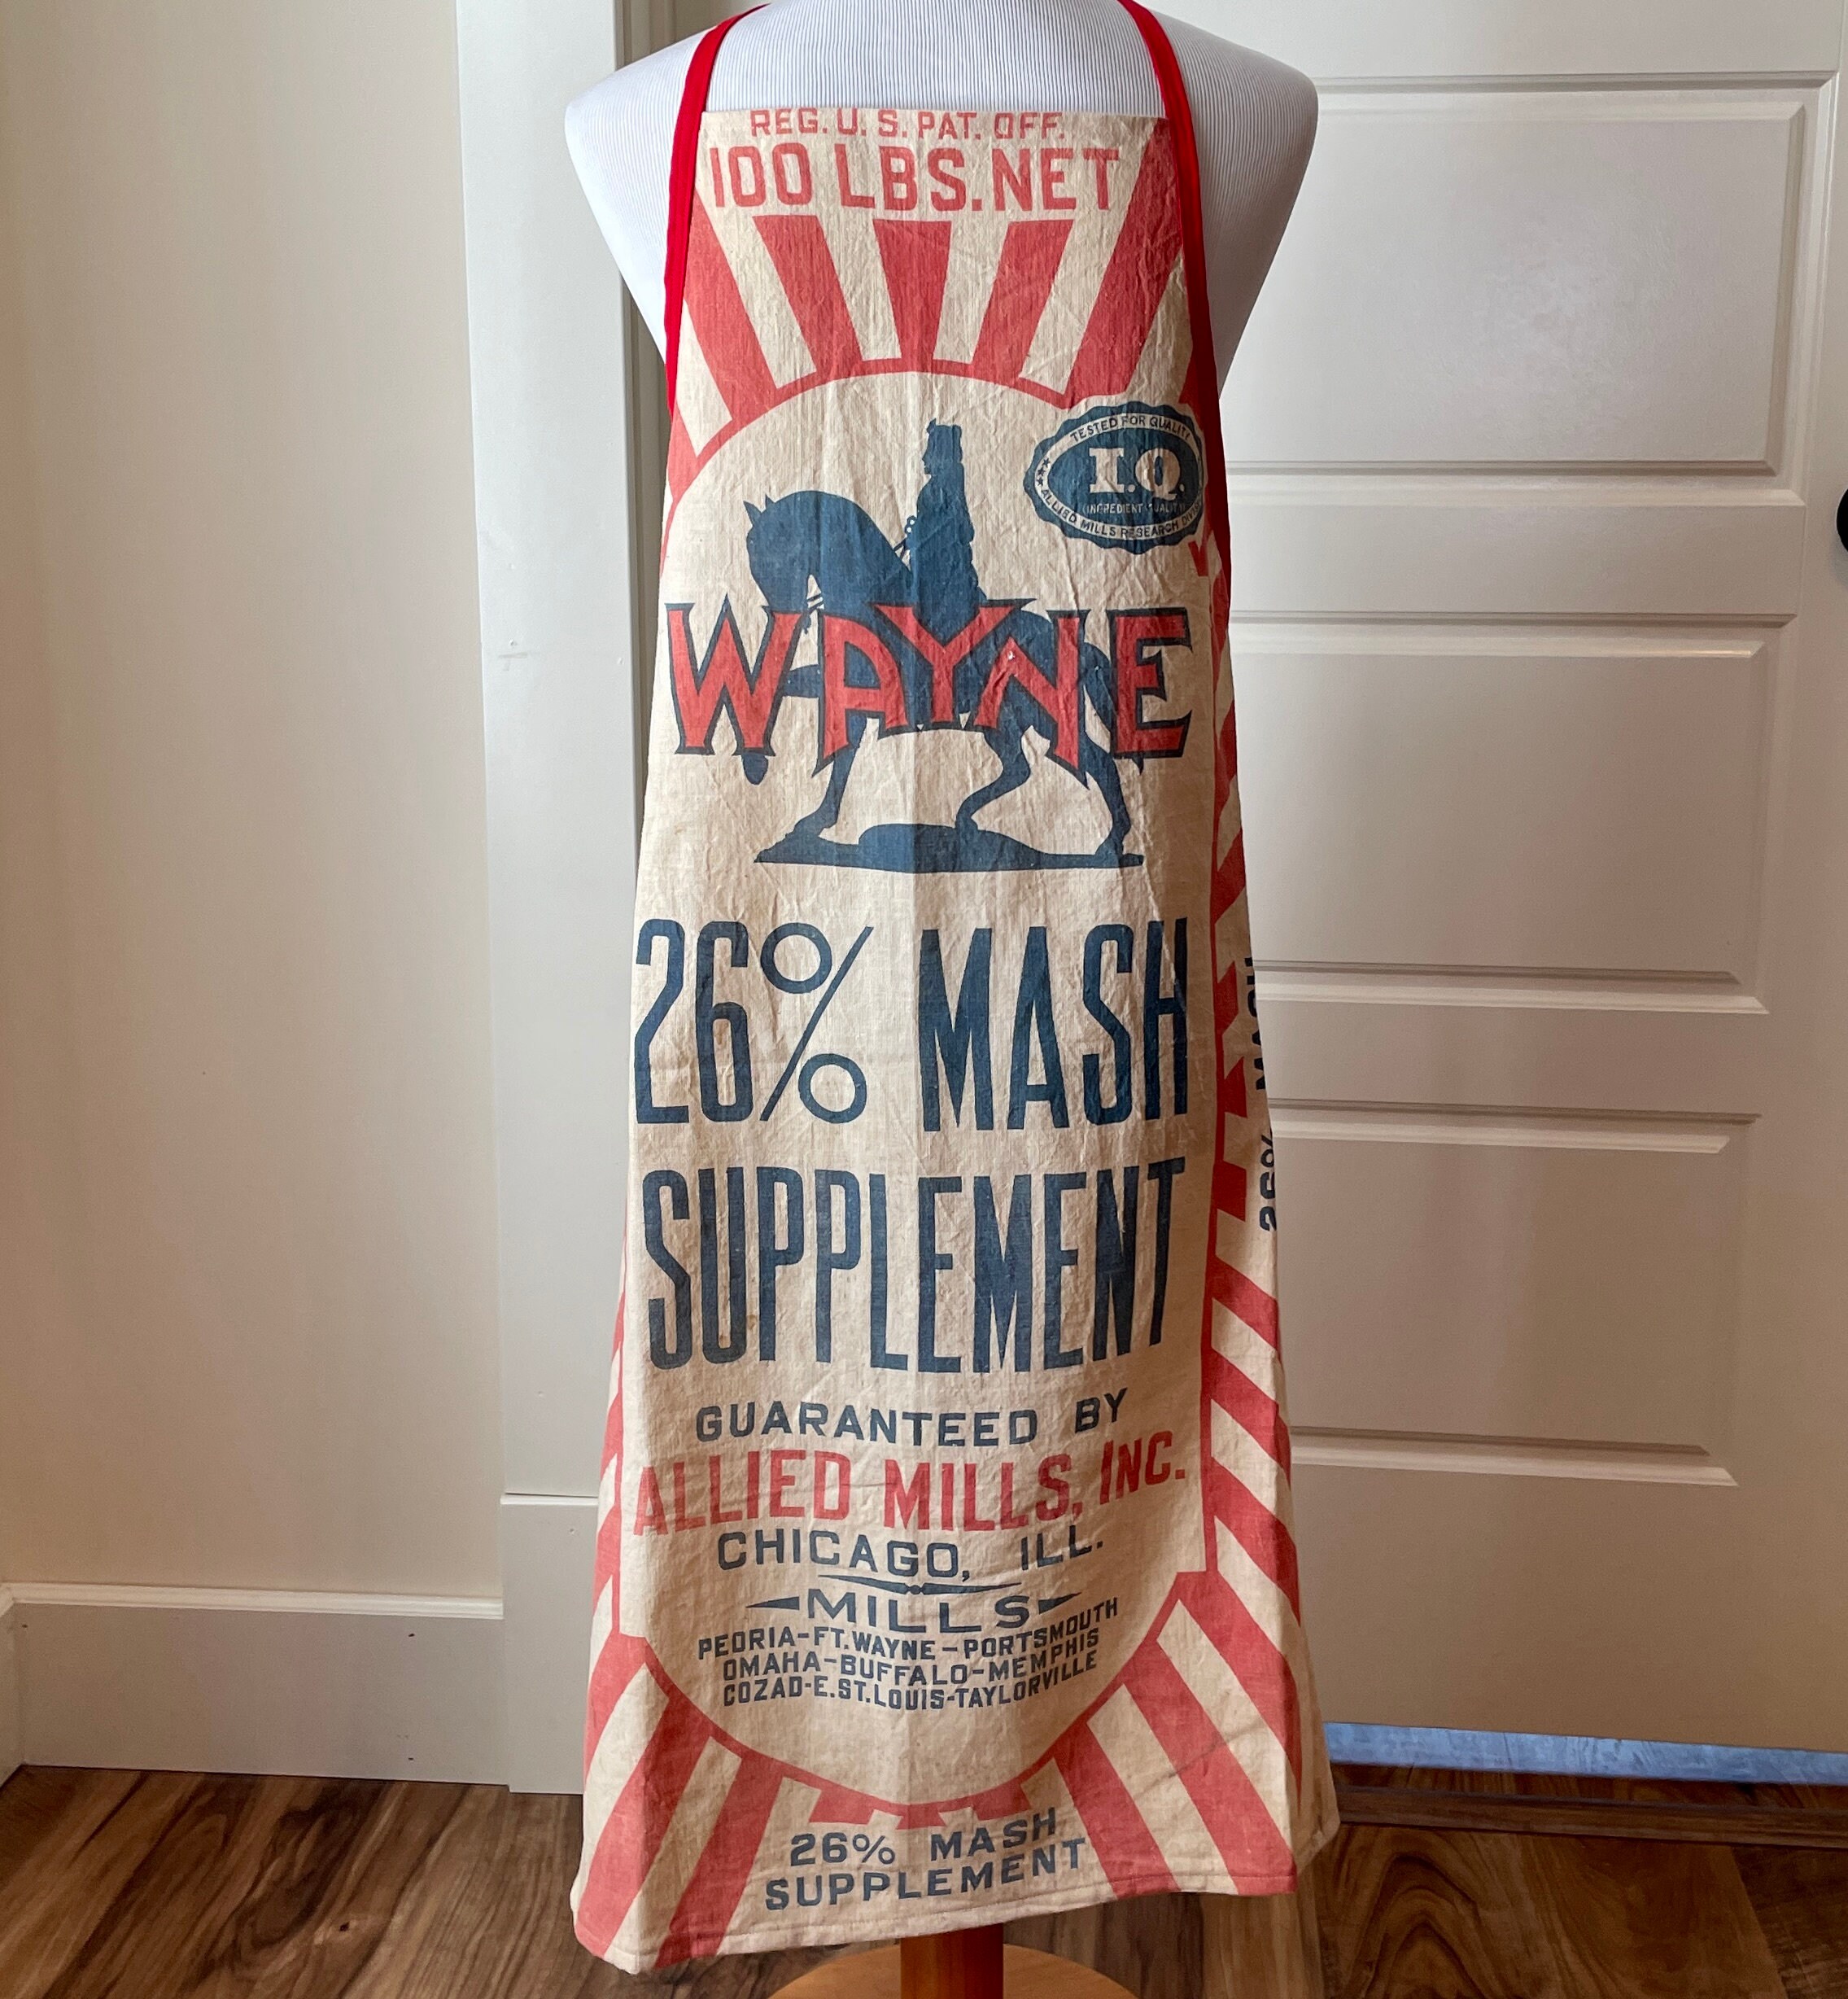 REG. U. S. PAT. OFF.
100 LBS. NET
TESTED FOR QUALITY
I.Q.
INGREDIENT QUALITY
ALLIED MILLS RESEARCH
WAYNE
26% MASH
SUPPLEMENT
GUARANTEED BY
ALLIED MILLS, INC.
CHICAGO, ILL.
MILLS
PEORIA-FT. WAYNE-PORTSMOUTH
OMAHA-BUFFALO-MEMPHIS
COZAD-E. ST. LOUIS-TAYLORVILLE
26% MASH
SUPPLEMENT
26% MASH